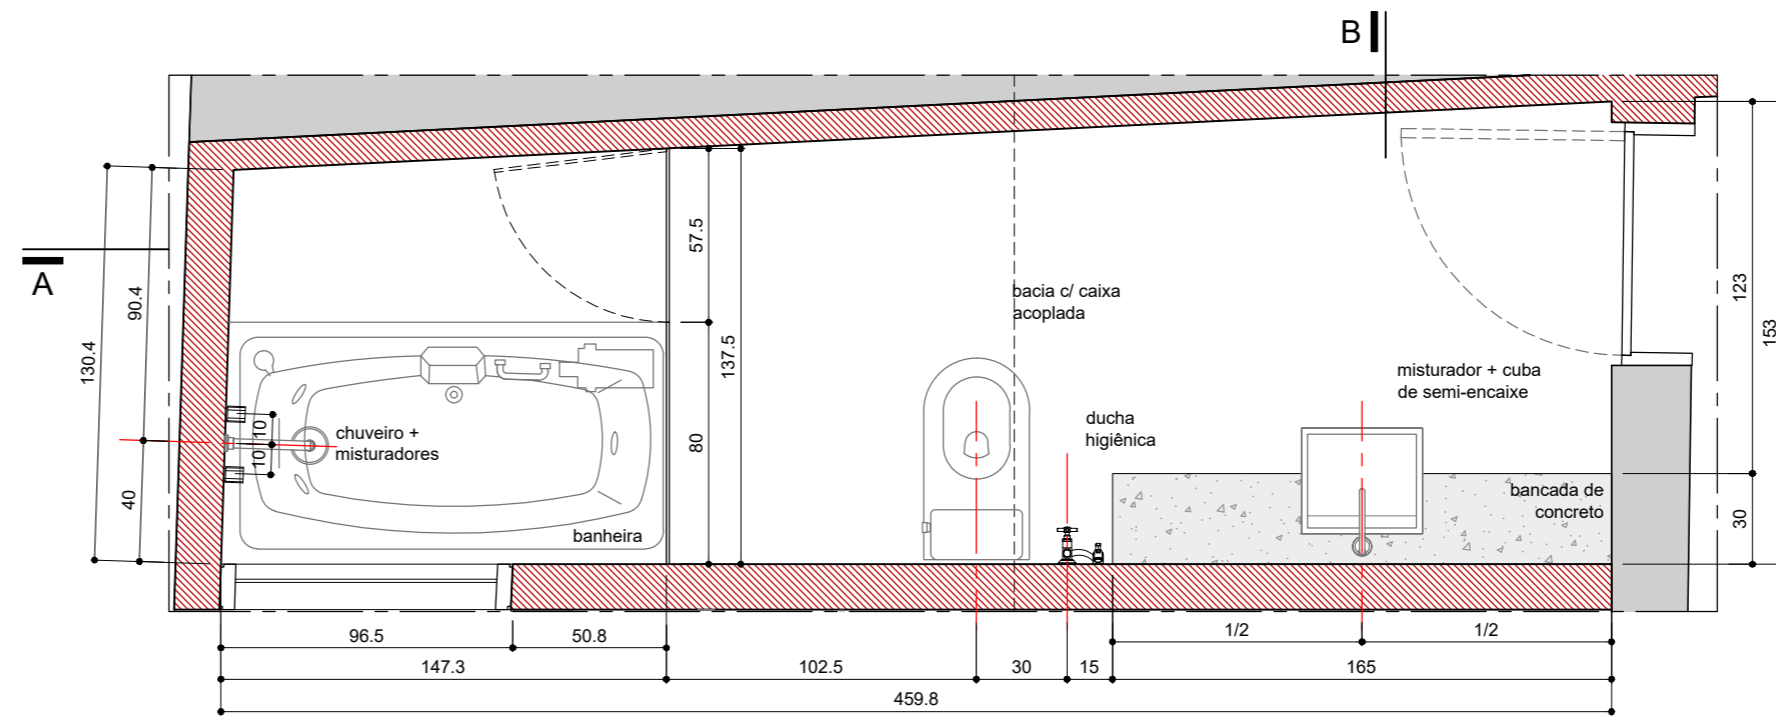 B
A
90.4
130.4
40
10
10
chuveiro +
misturadores
banheira
57.5
80
137.5
bacia c/ caixa
acoplada
ducha
higiênica
misturador + cuba
de semi-encaixe
bancada de
concreto
123
153
30
96.5
50.8
1/2
1/2
147.3
102.5
30
15
165
459.8